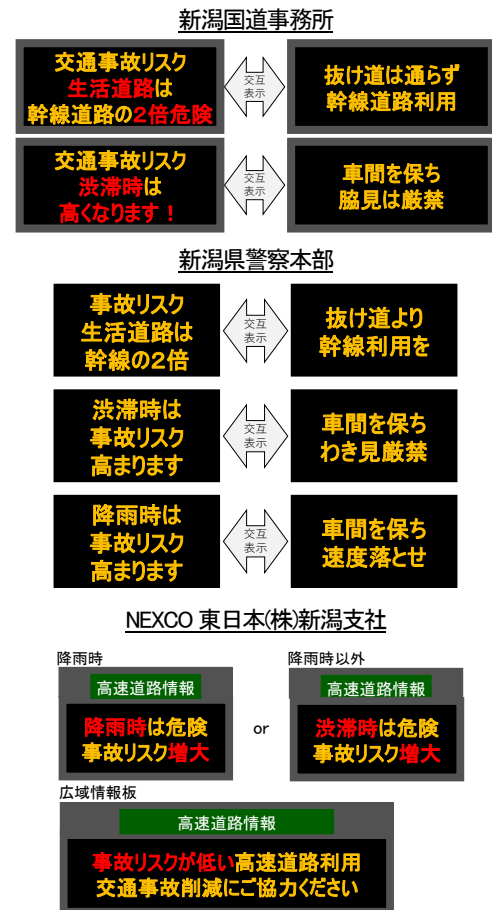 新潟国道事務所
交通事故リスク
生活道路は
幹線道路の2倍危険
交互
表示
抜け道は通らず
幹線道路利用
交通事故リスク
渋滞時は
高くなります！
交互
表示
車間を保ち
脇見は厳禁
新潟県警察本部
事故リスク
生活道路は
幹線の2倍
交互
表示
抜け道より
幹線利用を
渋滞時は
事故リスク
高まります
交互
表示
車間を保ち
わき見厳禁
降雨時は
事故リスク
高まります
交互
表示
車間を保ち
速度落とせ
NEXCO 東日本(株)新潟支社
降雨時
高速道路情報
降雨時は危険
事故リスク増大
or
降雨時以外
高速道路情報
渋滞時は危険
事故リスク増大
広域情報板
高速道路情報
事故リスクが低い高速道路利用
交通事故削減にご協力ください